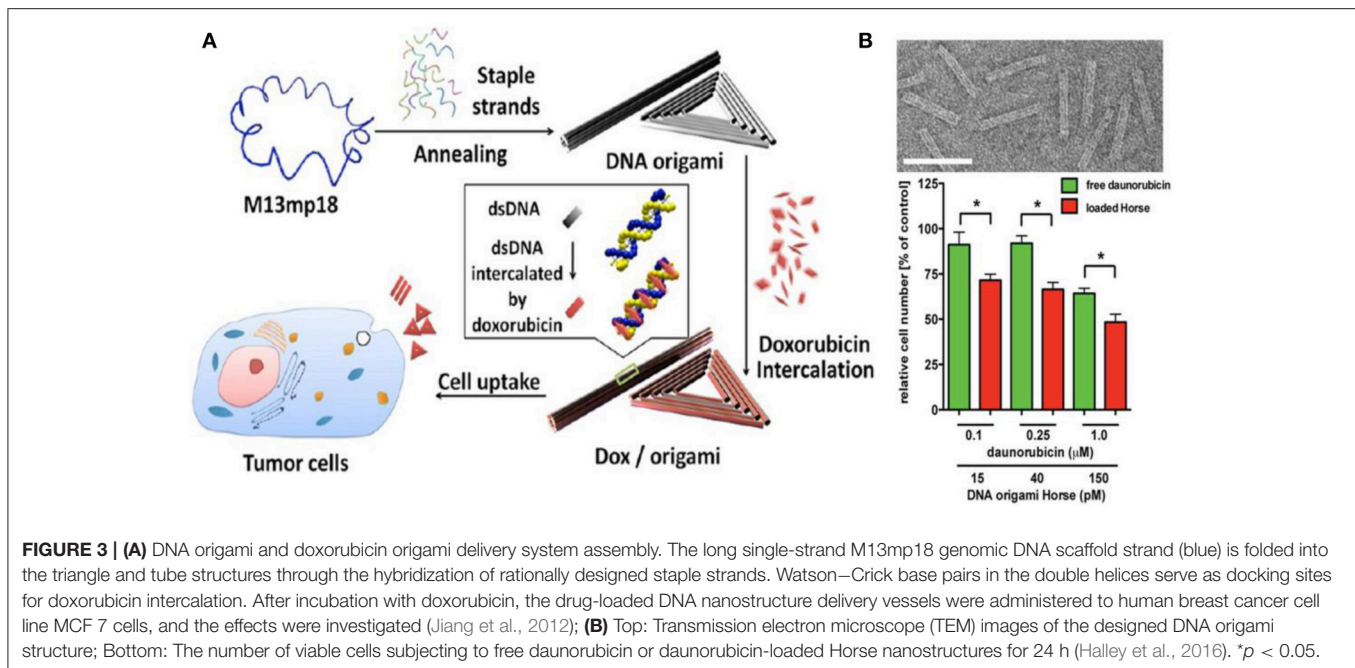 A
Staple
strands
Annealing
M13mp18
DNA origami
dsDNA
dsDNA
intercalated
by
doxorubicin
Doxorubicin
Intercalation
Cell uptake
Tumor cells
Dox / origami
B
free daunorubicin
loaded Horse
relative cell number [% of control]
125
100
75
50
25
0
*
*
*
0.1 0.25 1.0
daunorubicin (μM)
15 40 150
DNA origami Horse (pM)
FIGURE 3 | (A) DNA origami and doxorubicin origami delivery system assembly. The long single-strand M13mp18 genomic DNA scaffold strand (blue) is folded into
the triangle and tube structures through the hybridization of rationally designed staple strands. Watson–Crick base pairs in the double helices serve as docking sites
for doxorubicin intercalation. After incubation with doxorubicin, the drug-loaded DNA nanostructure delivery vessels were administered to human breast cancer cell
line MCF 7 cells, and the effects were investigated (Jiang et al., 2012); (B) Top: Transmission electron microscope (TEM) images of the designed DNA origami
structure; Bottom: The number of viable cells subjecting to free daunorubicin or daunorubicin-loaded Horse nanostructures for 24 h (Halley et al., 2016). *p < 0.05.